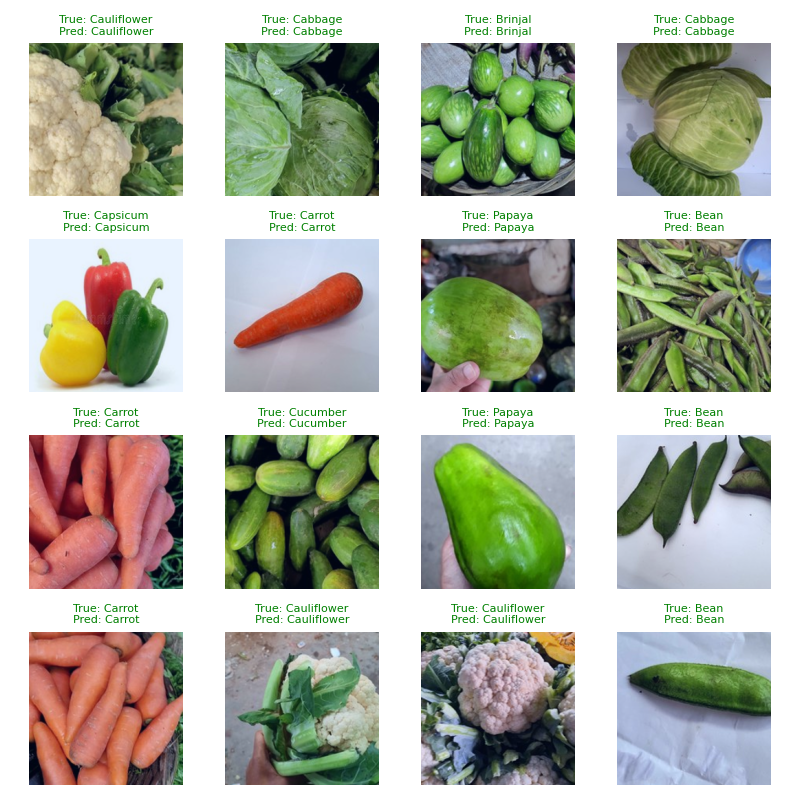 True: Cauliflower
Pred: Cauliflower
True: Cabbage
Pred: Cabbage
True: Brinjal
Pred: Brinjal
True: Cabbage
Pred: Cabbage
True: Capsicum
Pred: Capsicum
True: Carrot
Pred: Carrot
True: Papaya
Pred: Papaya
True: Bean
Pred: Bean
True: Carrot
Pred: Carrot
True: Cucumber
Pred: Cucumber
True: Papaya
Pred: Papaya
True: Bean
Pred: Bean
True: Carrot
Pred: Carrot
True: Cauliflower
Pred: Cauliflower
True: Cauliflower
Pred: Cauliflower
True: Bean
Pred: Bean